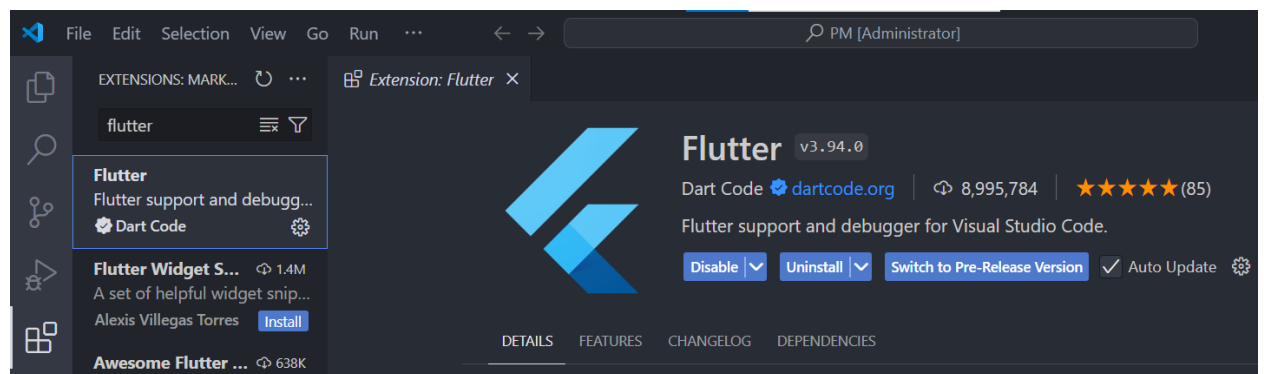 File Edit Selection View Go Run ··· PM [Administrator]
EXTENSIONS: MARK... ···
flutter
Flutter
Flutter support and debugg...
Dart Code
Flutter Widget S... 1.4M
A set of helpful widget snip...
Alexis Villegas Torres Install
Awesome Flutter ... 638K
Extension: Flutter
Flutter v3.94.0
Dart Code dartcode.org 8,995,784 ★★★★★(85)
Flutter support and debugger for Visual Studio Code.
Disable Uninstall Switch to Pre-Release Version Auto Update
DETAILS FEATURES CHANGELOG DEPENDENCIES